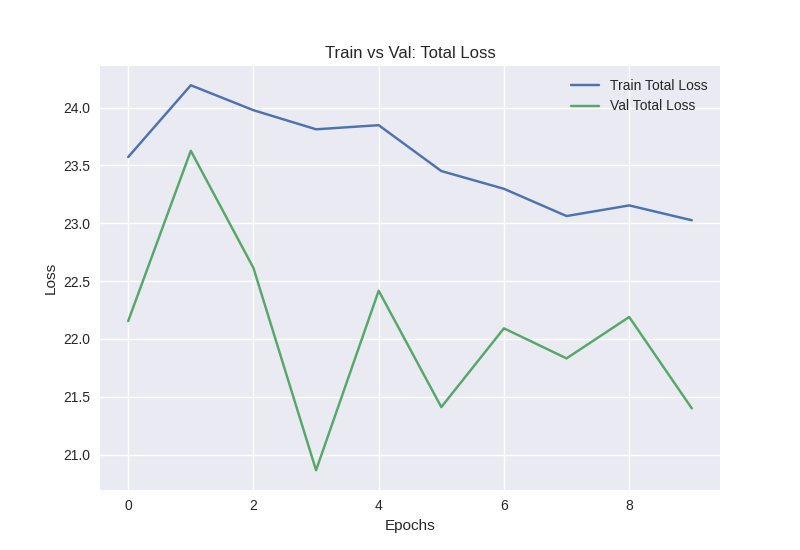 Train vs Val: Total Loss
Train Total Loss
Val Total Loss
24.0
23.5
23.0
22.5
22.0
21.5
21.0
Loss
0 2 4 6 8
Epochs